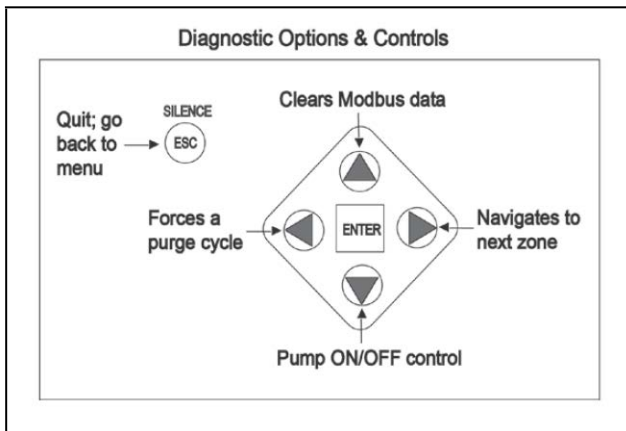 Diagnostic Options & Controls
Clears Modbus data
SILENCE
Quit; go
back to
menu
ESC
Forces a
purge cycle
ENTER
Navigates to
next zone
Pump ON/OFF control